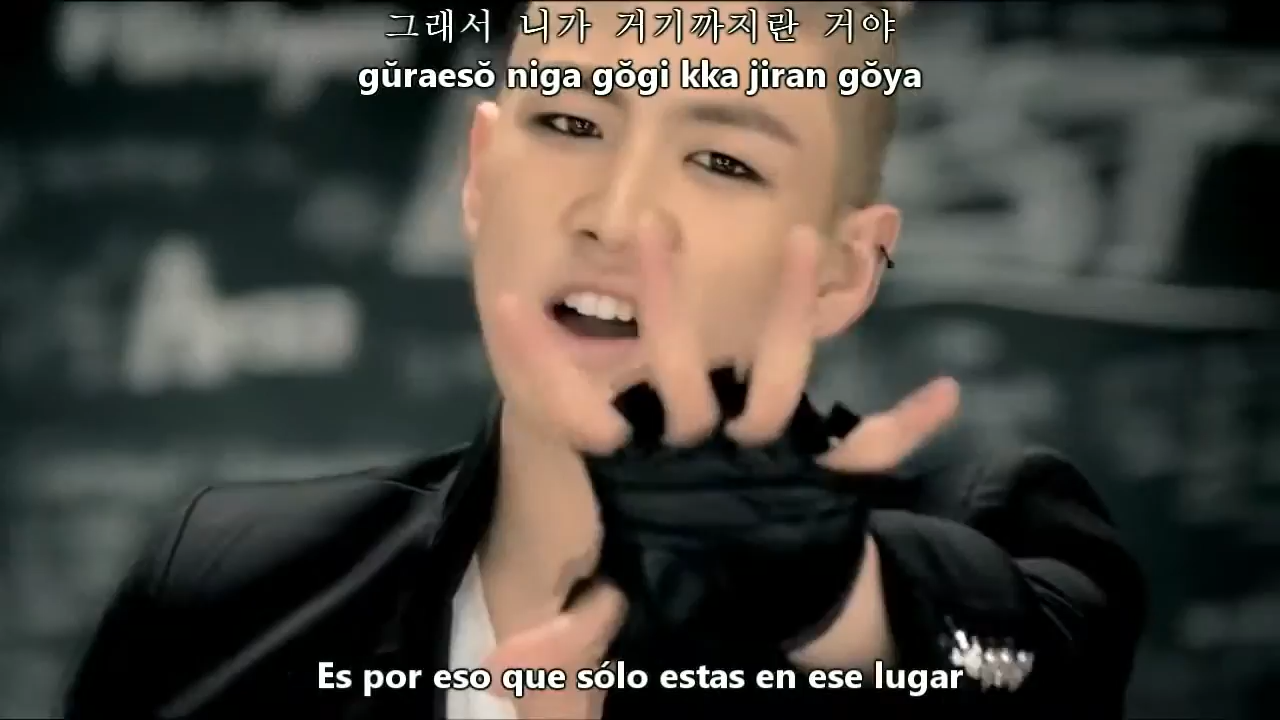 그래서 니가 거기까지란 거야
gŭraesŏ niga gŏgi kka jiran gŏya
Es por eso que sólo estas en ese lugar